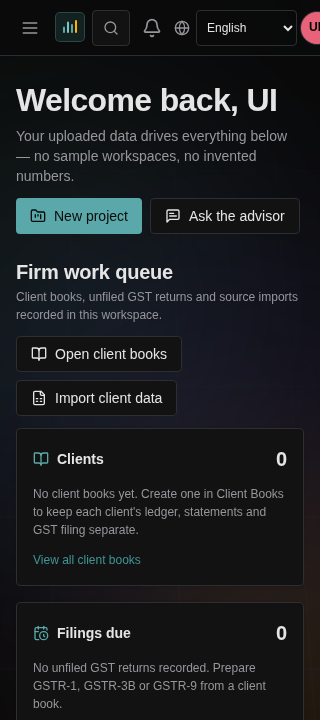 English
UI
Welcome back, UI
Your uploaded data drives everything below
— no sample workspaces, no invented
numbers.
New project
Ask the advisor
Firm work queue
Client books, unfiled GST returns and source imports
recorded in this workspace.
Open client books
Import client data
Clients 0
No client books yet. Create one in Client Books
to keep each client's ledger, statements and
GST filing separate.
View all client books
Filings due 0
No unfiled GST returns recorded. Prepare
GSTR-1, GSTR-3B or GSTR-9 from a client
book.